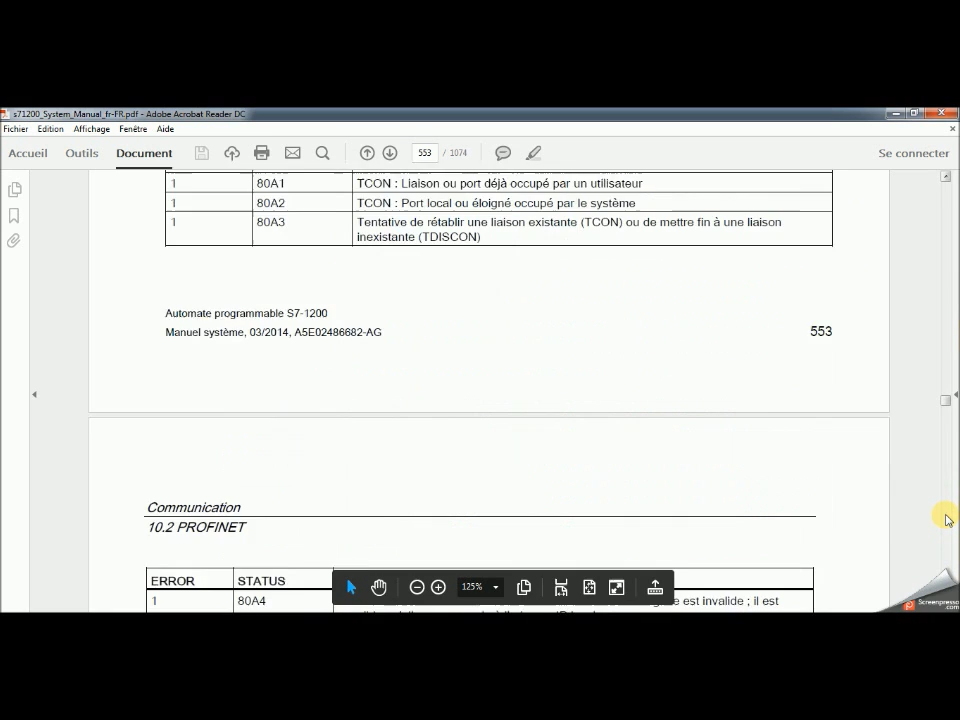 s71200_System_Manual_fr-FR.pdf - Adobe Acrobat Reader DC
Fichier Edition Affichage Fenêtre Aide
Accueil Outils Document 553 / 1074 Se connecter
1 80A1 TCON : Liaison ou port déjà occupé par un utilisateur
1 80A2 TCON : Port local ou éloigné occupé par le système
1 80A3 Tentative de rétablir une liaison existante (TCON) ou de mettre fin à une liaison
inexistante (TDISCON)
Automate programmable S7-1200
Manuel système, 03/2014, A5E02486682-AG 553
Communication
10.2 PROFINET
ERROR STATUS
125%
1 80A4 est invalide ; il est
Screenpresso
.com